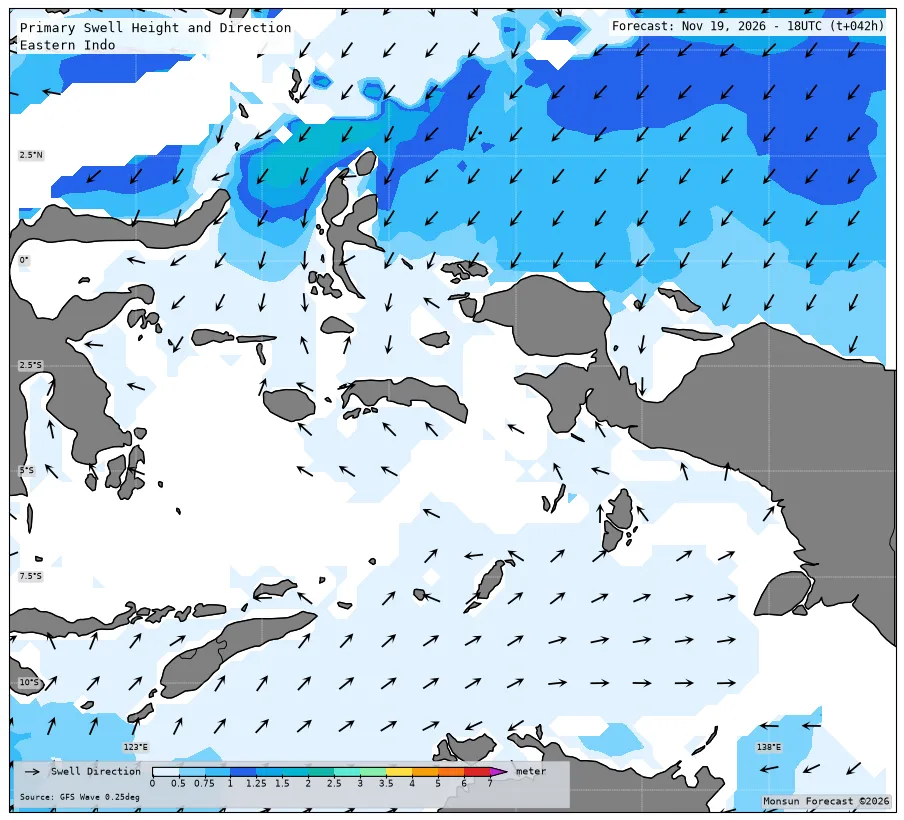 Primary Swell Height and Direction
Eastern Indo
Forecast: Nov 19, 2026 - 18UTC (t+042h)
2.5°N
0°
2.5°S
5°S
7.5°S
10°S
123°E
138°E
Swell Direction
0 0.5 0.75 1 1.25 1.5 2 2.5 3 3.5 4 5 6 7
meter
Source: GFS Wave 0.25deg
Monsun Forecast ©2026